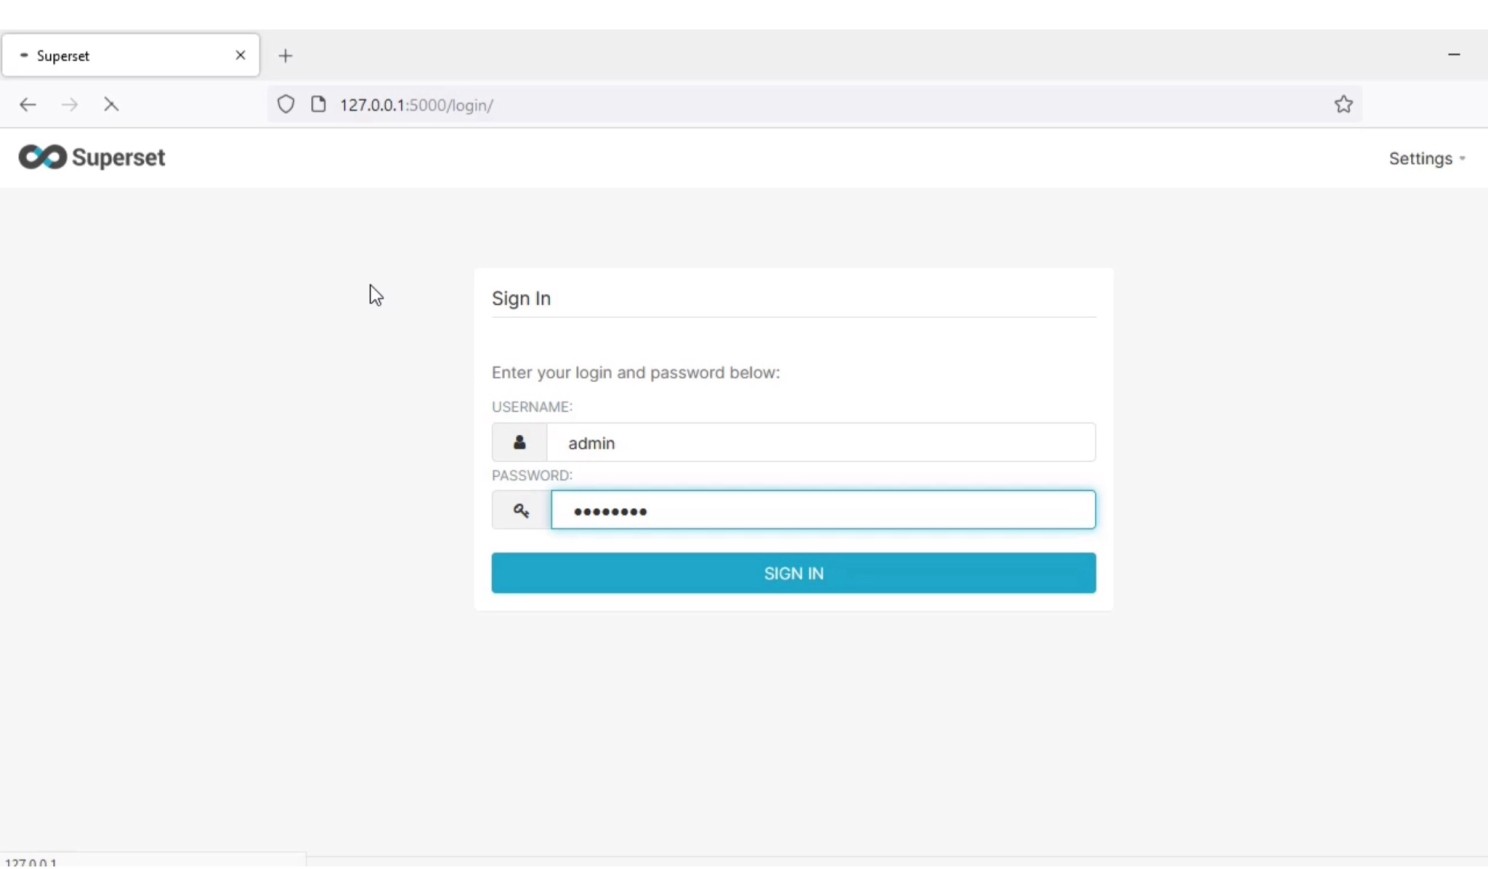 Superset
127.0.0.1:5000/login/
Superset
Settings
Sign In
Enter your login and password below:
USERNAME:
admin
PASSWORD:
••••••••
SIGN IN
127.0.0.1